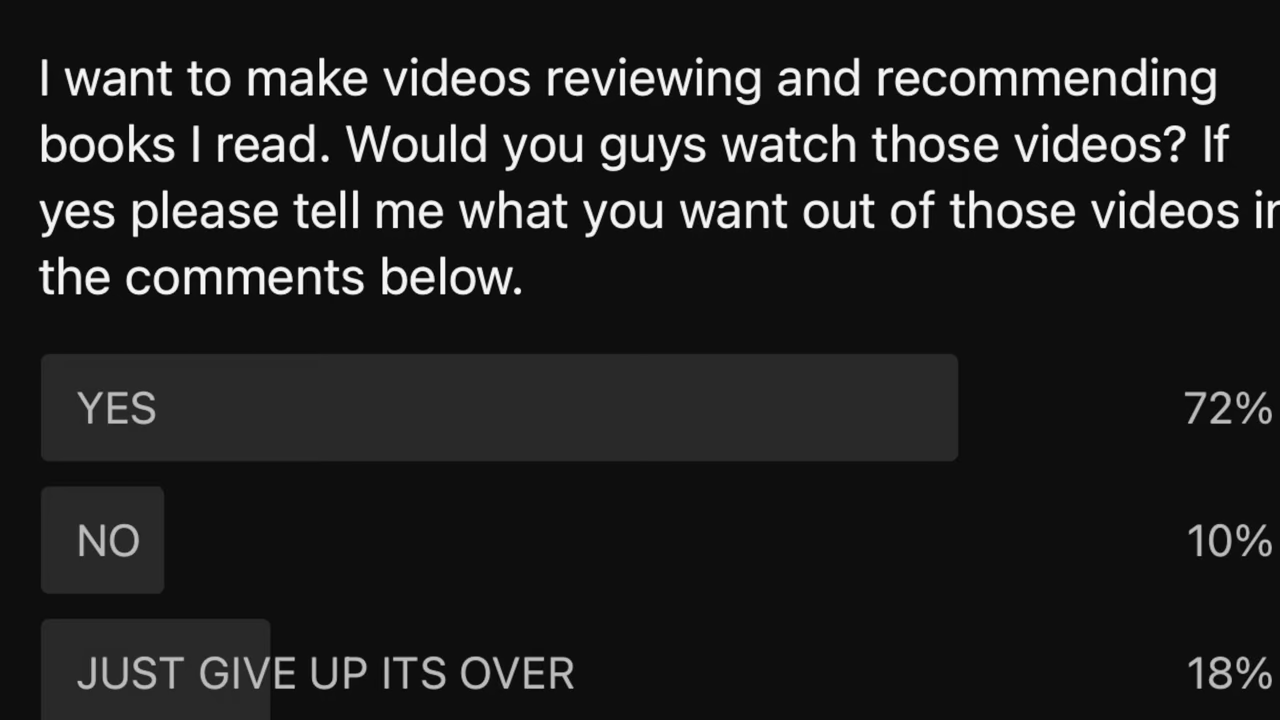 I want to make videos reviewing and recommending
books I read. Would you guys watch those videos? If
yes please tell me what you want out of those videos in
the comments below.
YES 72%
NO 10%
JUST GIVE UP ITS OVER 18%